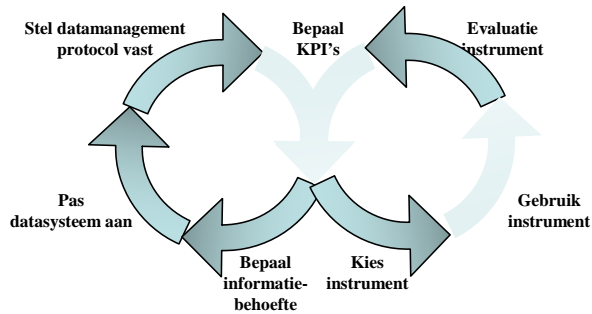 Stel datamanagement
protocol vast
Bepaal
KPI's
Evaluatie
instrument
Pas
datasysteem aan
Gebruik
instrument
Bepaal
informatie-
behoefte
Kies
instrument